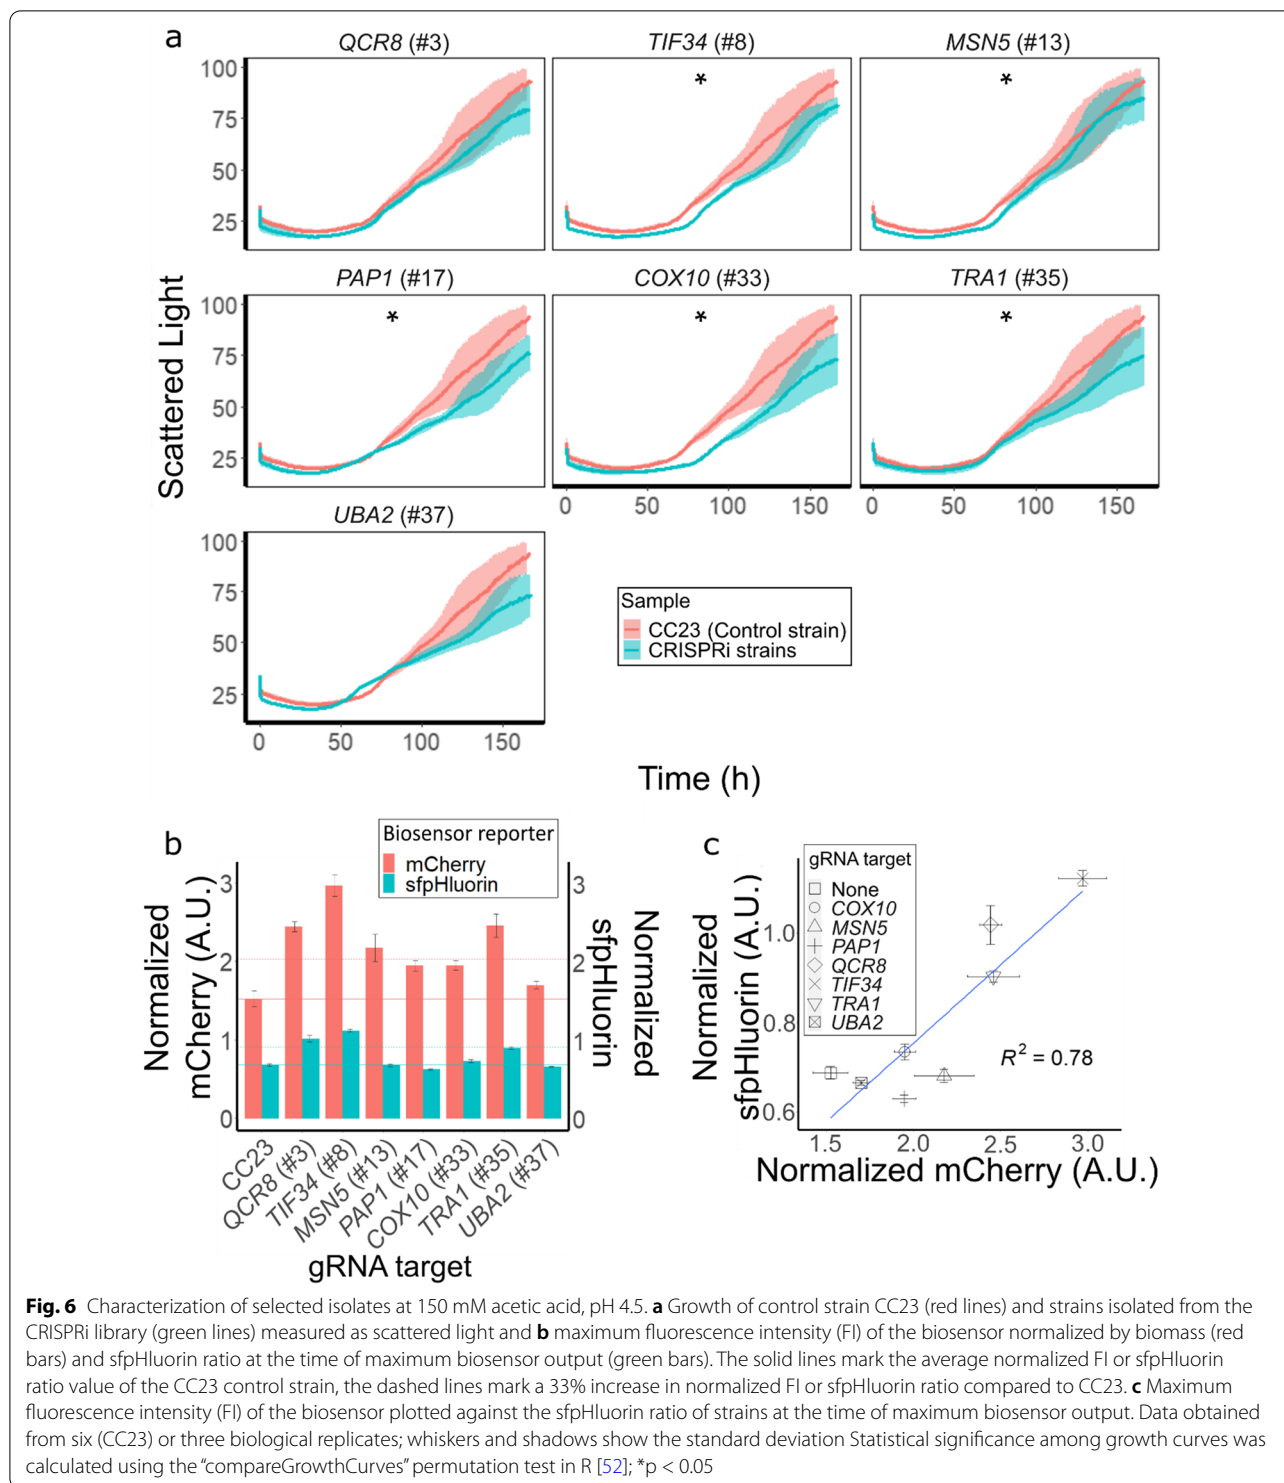 a
QCR8 (#3)
TIF34 (#8)
MSN5 (#13)
100
75
50
25
*
*
PAP1 (#17)
COX10 (#33)
TRA1 (#35)
100
75
50
25
*
*
*
0 50 100 150
0 50 100 150
UBA2 (#37)
100
75
50
25
0 50 100 150
Scattered Light
Time (h)
Sample
CC23 (Control strain)
CRISPRi strains
b
Biosensor reporter
mCherry
sfpHluorin
Normalized
mCherry (A.U.)
3
2
1
0
3
2
1
0
Normalized
sfpHluorin
CC23
QCR8 (#3)
TIF34 (#8)
MSN5 (#13)
PAP1 (#17)
COX10 (#33)
TRA1 (#35)
UBA2 (#37)
gRNA target
c
gRNA target
None
COX10
MSN5
PAP1
QCR8
TIF34
TRA1
UBA2
Normalized
sfpHluorin (A.U.)
1.0
0.8
0.6
R² = 0.78
1.5 2.0 2.5 3.0
Normalized mCherry (A.U.)
Fig. 6 Characterization of selected isolates at 150 mM acetic acid, pH 4.5. a Growth of control strain CC23 (red lines) and strains isolated from the
CRISPRi library (green lines) measured as scattered light and b maximum fluorescence intensity (FI) of the biosensor normalized by biomass (red
bars) and sfpHluorin ratio at the time of maximum biosensor output (green bars). The solid lines mark the average normalized FI or sfpHluorin
ratio value of the CC23 control strain, the dashed lines mark a 33% increase in normalized FI or sfpHluorin ratio compared to CC23. c Maximum
fluorescence intensity (FI) of the biosensor plotted against the sfpHluorin ratio of strains at the time of maximum biosensor output. Data obtained
from six (CC23) or three biological replicates; whiskers and shadows show the standard deviation Statistical significance among growth curves was
calculated using the “compareGrowthCurves” permutation test in R [52]; *p < 0.05